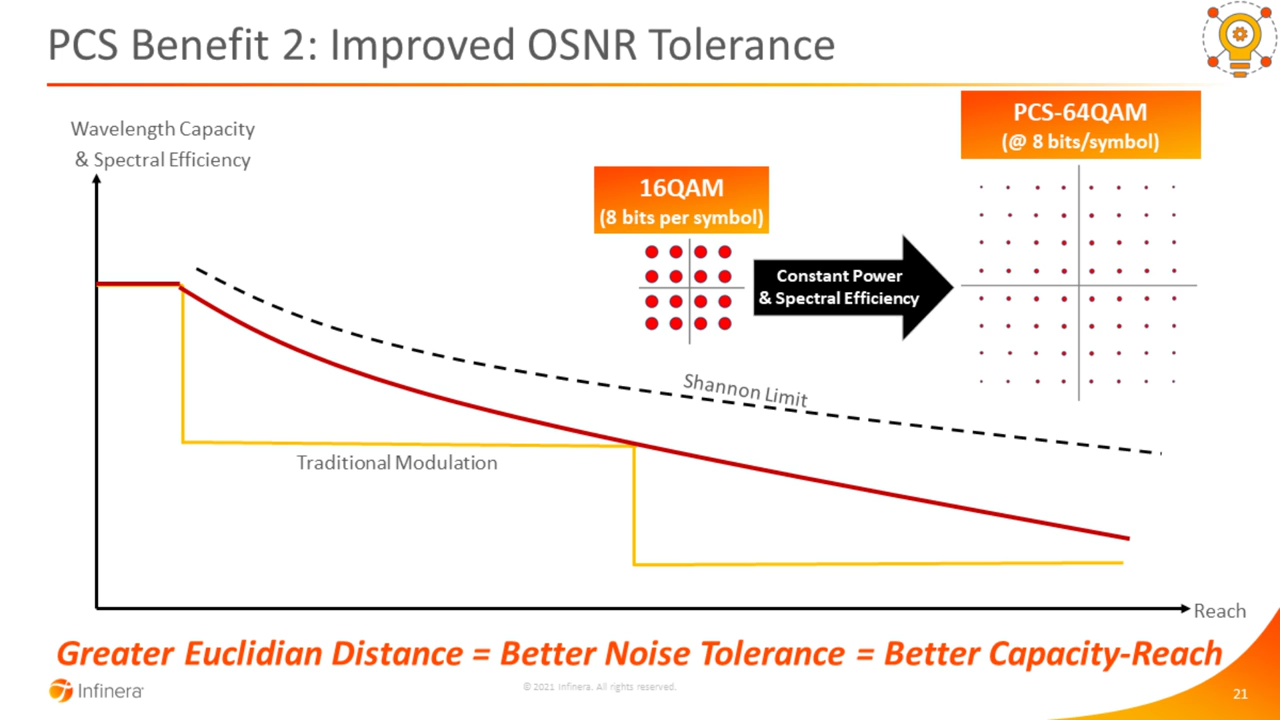 PCS Benefit 2: Improved OSNR Tolerance
Wavelength Capacity
& Spectral Efficiency
PCS-64QAM
(@ 8 bits/symbol)
16QAM
(8 bits per symbol)
Constant Power
& Spectral Efficiency
Shannon Limit
Traditional Modulation
Reach
Greater Euclidian Distance = Better Noise Tolerance = Better Capacity-Reach
Infinera
© 2021 Infinera. All rights reserved.
21